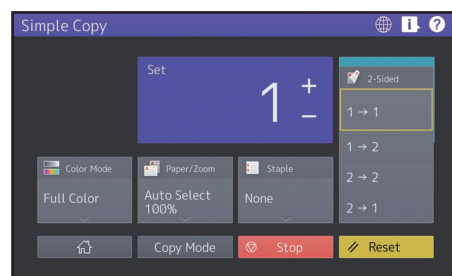 Simple Copy
i ?
Set
1 + −
2-Sided
1 → 1
1 → 2
2 → 2
2 → 1
Color Mode
Full Color
Paper/Zoom
Auto Select
100%
Staple
None
Copy Mode
Stop
Reset